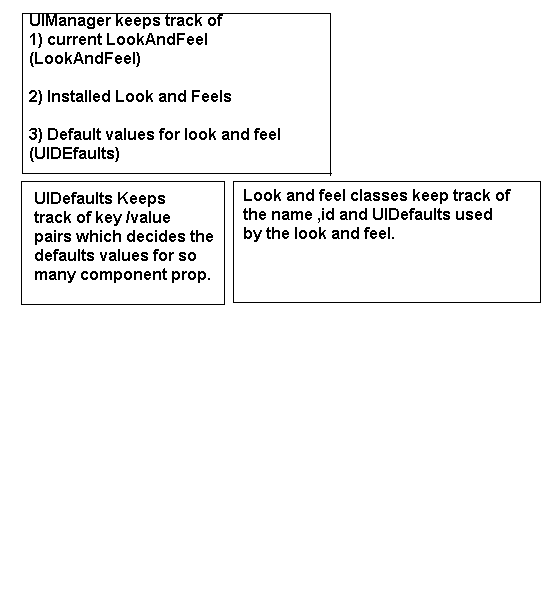 UIManager keeps track of
1) current LookAndFeel
(LookAndFeel)
2) Installed Look and Feels
3) Default values for look and feel
(UIDEfaults)
UIDefaults Keeps
track of key /value
pairs which decides the
defaults values for so
many component prop.
Look and feel classes keep track of
the name ,id and UIDefaults used
by the look and feel.